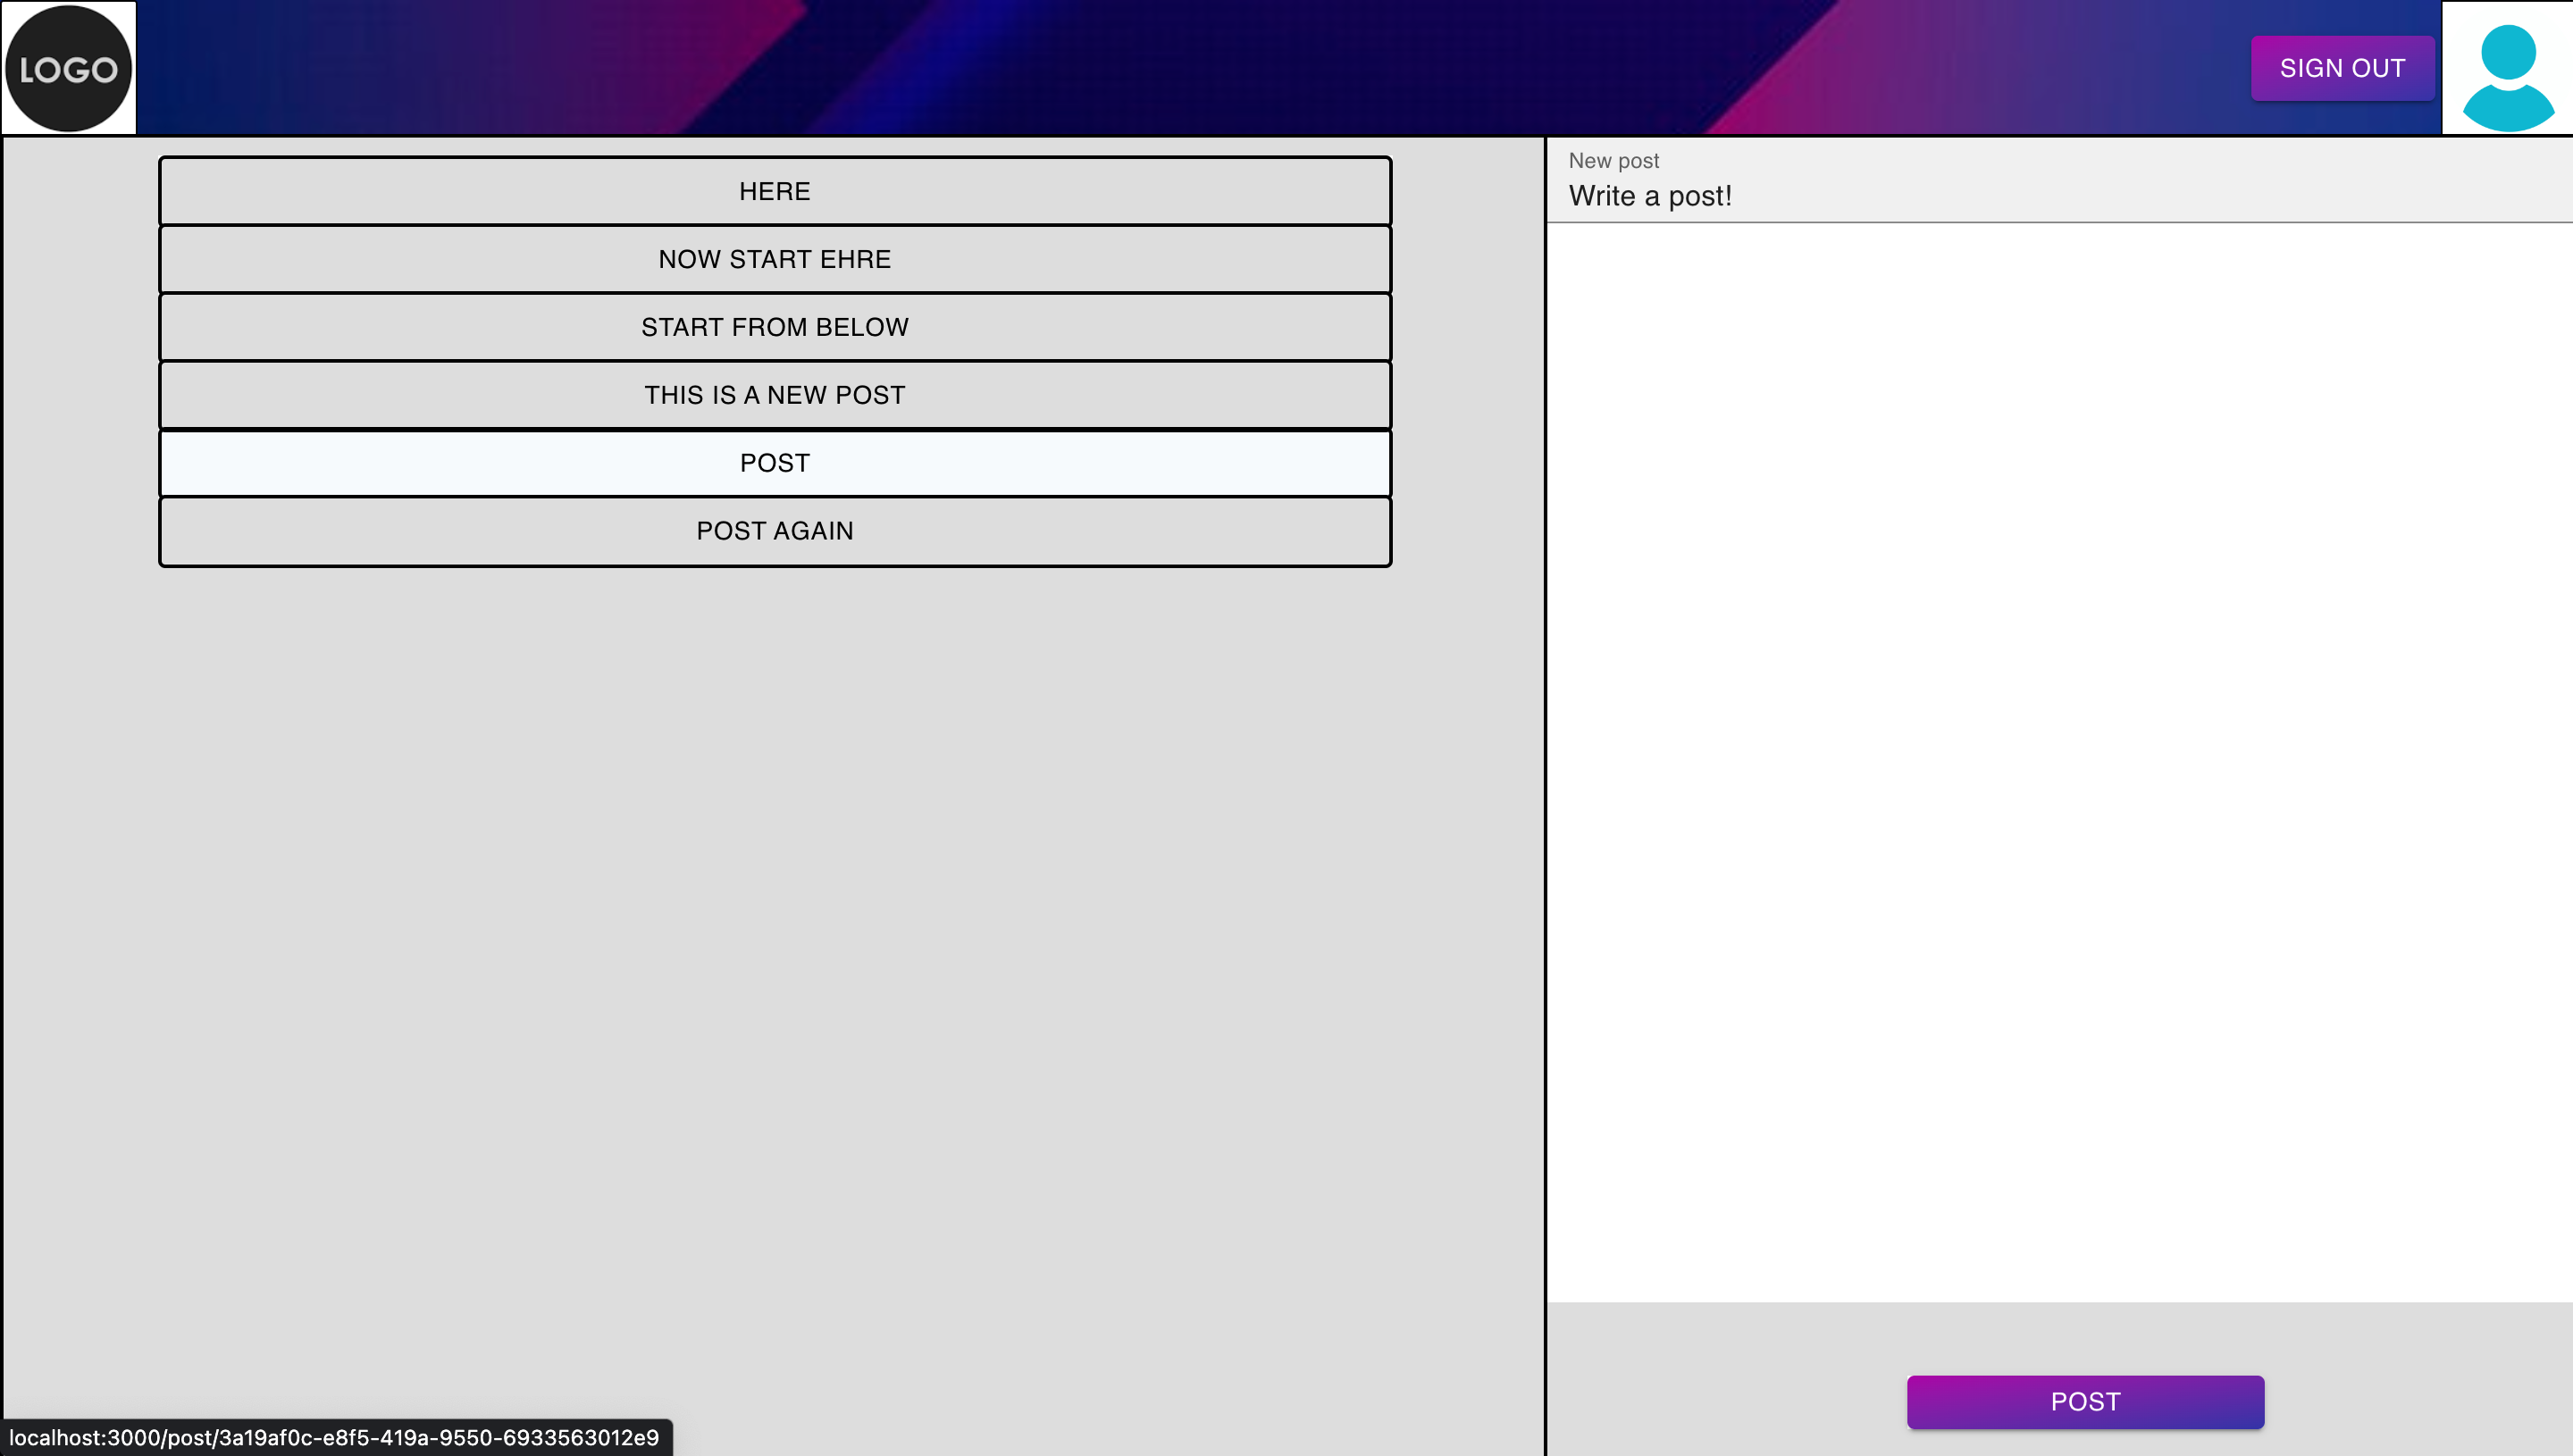 LOGO
SIGN OUT
HERE
NOW START EHRE
START FROM BELOW
THIS IS A NEW POST
POST
POST AGAIN
New post
Write a post!
POST
localhost:3000/post/3a19af0c-e8f5-419a-9550-6933563012e9